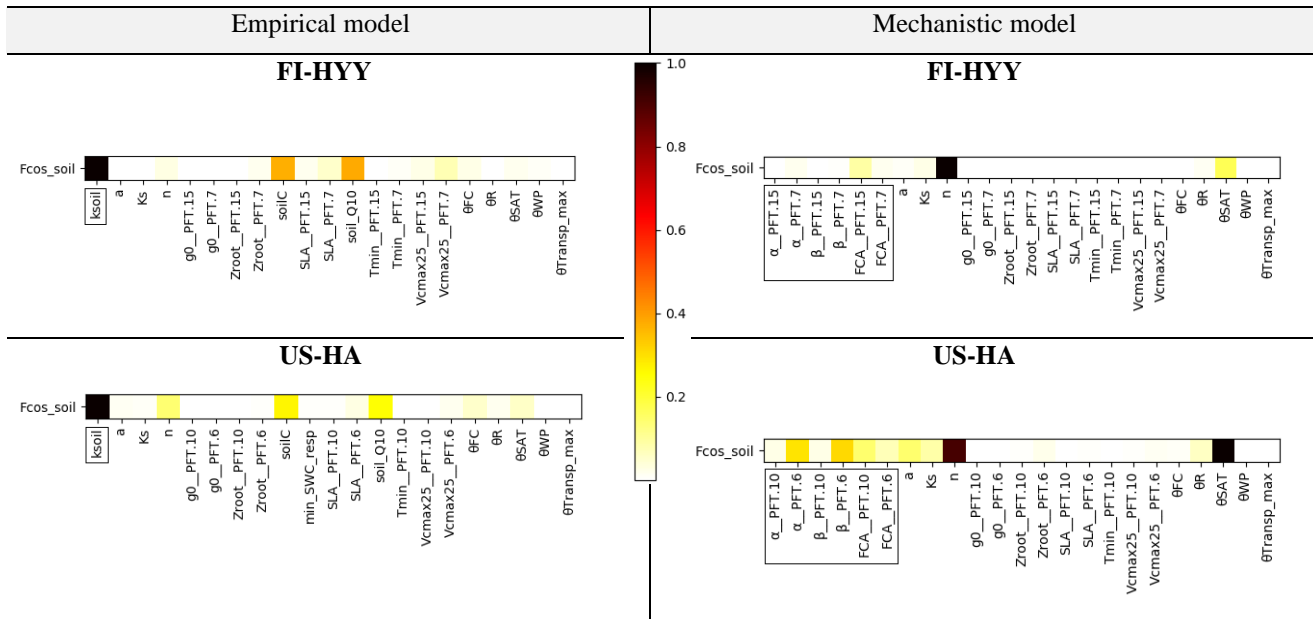 Empirical model
Mechanistic model
FI-HYY
FI-HYY
1.0
0.8
0.6
0.4
0.2
Fcos_soil
ksoil
a
Ks
n
g0__PFT.15
g0__PFT.7
Zroot__PFT.15
Zroot__PFT.7
soilC
SLA__PFT.15
SLA__PFT.7
soil_Q10
Tmin__PFT.15
Tmin__PFT.7
Vcmax25__PFT.15
Vcmax25__PFT.7
θFC
θR
θSAT
θWP
θTransp_max
Fcos_soil
α__PFT.15
α__PFT.7
β__PFT.15
β__PFT.7
FCA__PFT.15
FCA__PFT.7
a
Ks
n
g0__PFT.15
g0__PFT.7
Zroot__PFT.15
Zroot__PFT.7
SLA__PFT.15
SLA__PFT.7
Tmin__PFT.15
Tmin__PFT.7
Vcmax25__PFT.15
Vcmax25__PFT.7
θFC
θR
θSAT
θWP
θTransp_max
US-HA
US-HA
Fcos_soil
ksoil
a
Ks
n
g0__PFT.10
g0__PFT.6
Zroot__PFT.10
Zroot__PFT.6
soilC
min_SWC_resp
SLA__PFT.10
SLA__PFT.6
soil_Q10
Tmin__PFT.10
Vcmax25__PFT.10
Vcmax25__PFT.6
θFC
θR
θSAT
θWP
θTransp_max
Fcos_soil
α__PFT.10
α__PFT.6
β__PFT.10
β__PFT.6
FCA__PFT.10
FCA__PFT.6
a
Ks
n
g0__PFT.10
g0__PFT.6
Zroot__PFT.10
Zroot__PFT.6
SLA__PFT.10
SLA__PFT.6
Tmin__PFT.10
Vcmax25__PFT.10
Vcmax25__PFT.6
θFC
θR
θSAT
θWP
θTransp_max